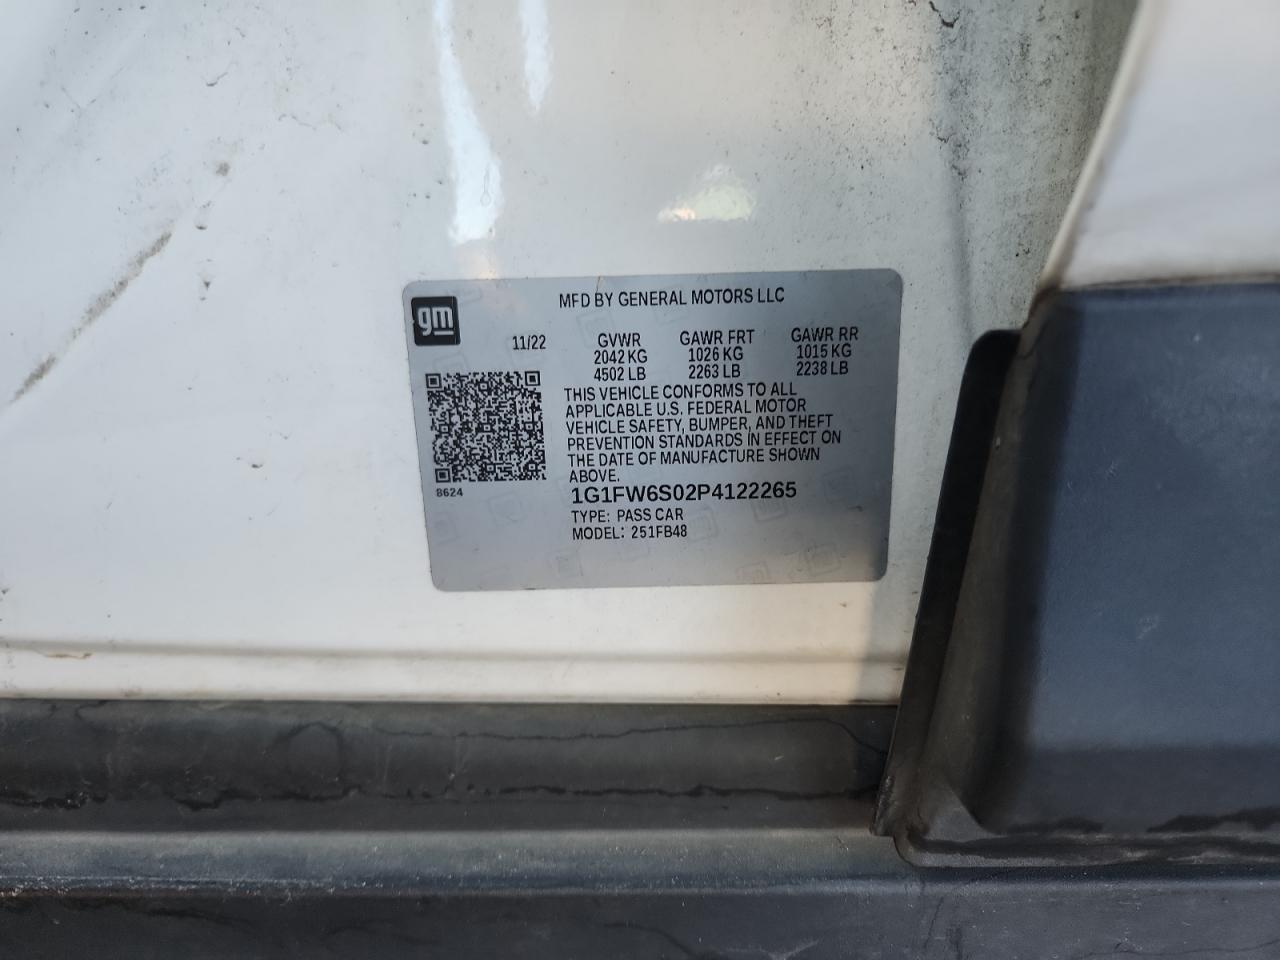 MFD BY GENERAL MOTORS LLC
gm
11/22 GVWR GAWR FRT GAWR RR
2042 KG 1026 KG 1015 KG
4502 LB 2263 LB 2238 LB
THIS VEHICLE CONFORMS TO ALL
APPLICABLE U.S. FEDERAL MOTOR
VEHICLE SAFETY, BUMPER, AND THEFT
PREVENTION STANDARDS IN EFFECT ON
THE DATE OF MANUFACTURE SHOWN
ABOVE.
8624
1G1FW6S02P4122265
TYPE: PASS CAR
MODEL: 251FB48